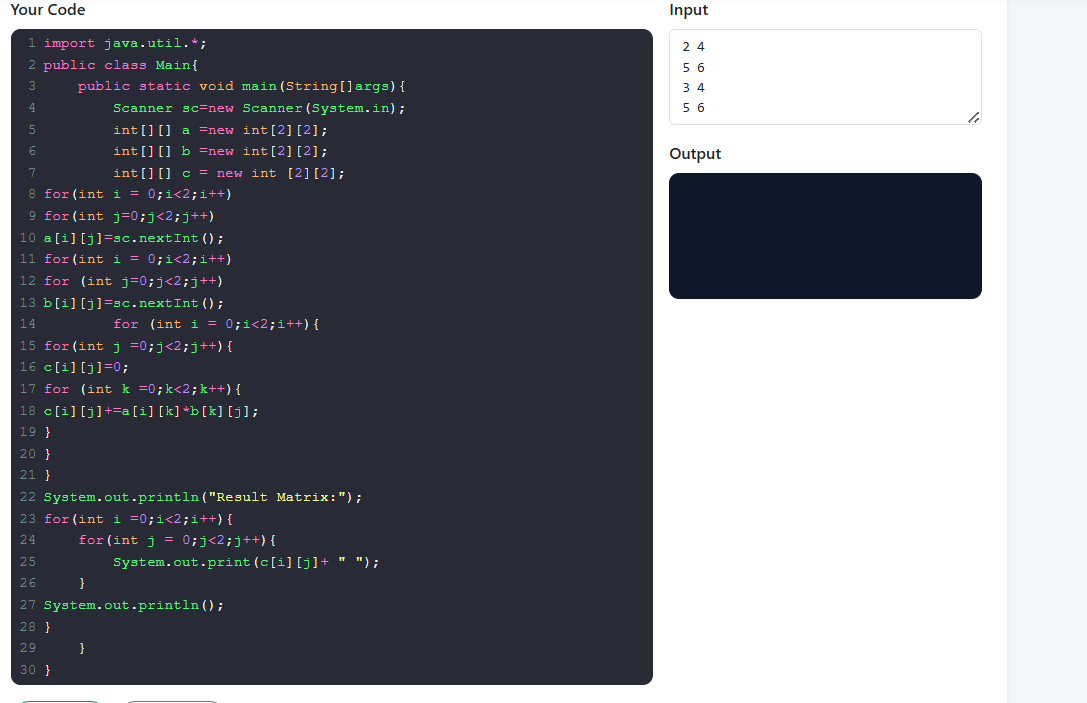 Your Code
1 import java.util.*;
2 public class Main{
3     public static void main(String[]args){
4         Scanner sc=new Scanner(System.in);
5         int[][] a =new int[2][2];
6         int[][] b =new int[2][2];
7         int[][] c = new int [2][2];
8 for(int i = 0;i<2;i++)
9 for(int j=0;j<2;j++)
10 a[i][j]=sc.nextInt();
11 for(int i = 0;i<2;i++)
12 for (int j=0;j<2;j++)
13 b[i][j]=sc.nextInt();
14         for (int i = 0;i<2;i++){
15 for(int j =0;j<2;j++){
16 c[i][j]=0;
17 for (int k =0;k<2;k++){
18 c[i][j]+=a[i][k]*b[k][j];
19 }
20 }
21 }
22 System.out.println("Result Matrix:");
23 for(int i =0;i<2;i++){
24     for(int j = 0;j<2;j++){
25         System.out.print(c[i][j]+ " ");
26     }
27 System.out.println();
28 }
29     }
30 }
Input
2 4
5 6
3 4
5 6
Output